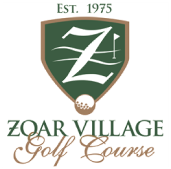 EST. 1975
Z
ZOAR VILLAGE
Golf Course